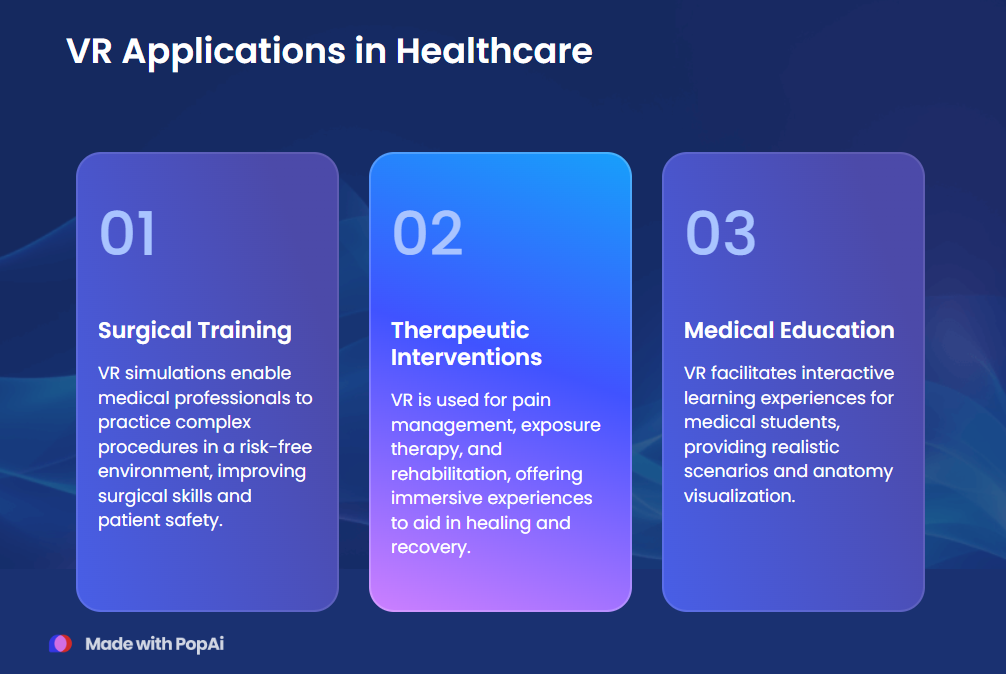 VR Applications in Healthcare
01
Surgical Training
VR simulations enable
medical professionals to
practice complex
procedures in a risk-free
environment, improving
surgical skills and
patient safety.
02
Therapeutic
Interventions
VR is used for pain
management, exposure
therapy, and
rehabilitation, offering
immersive experiences
to aid in healing and
recovery.
03
Medical Education
VR facilitates interactive
learning experiences for
medical students,
providing realistic
scenarios and anatomy
visualization.
Made with PopAi